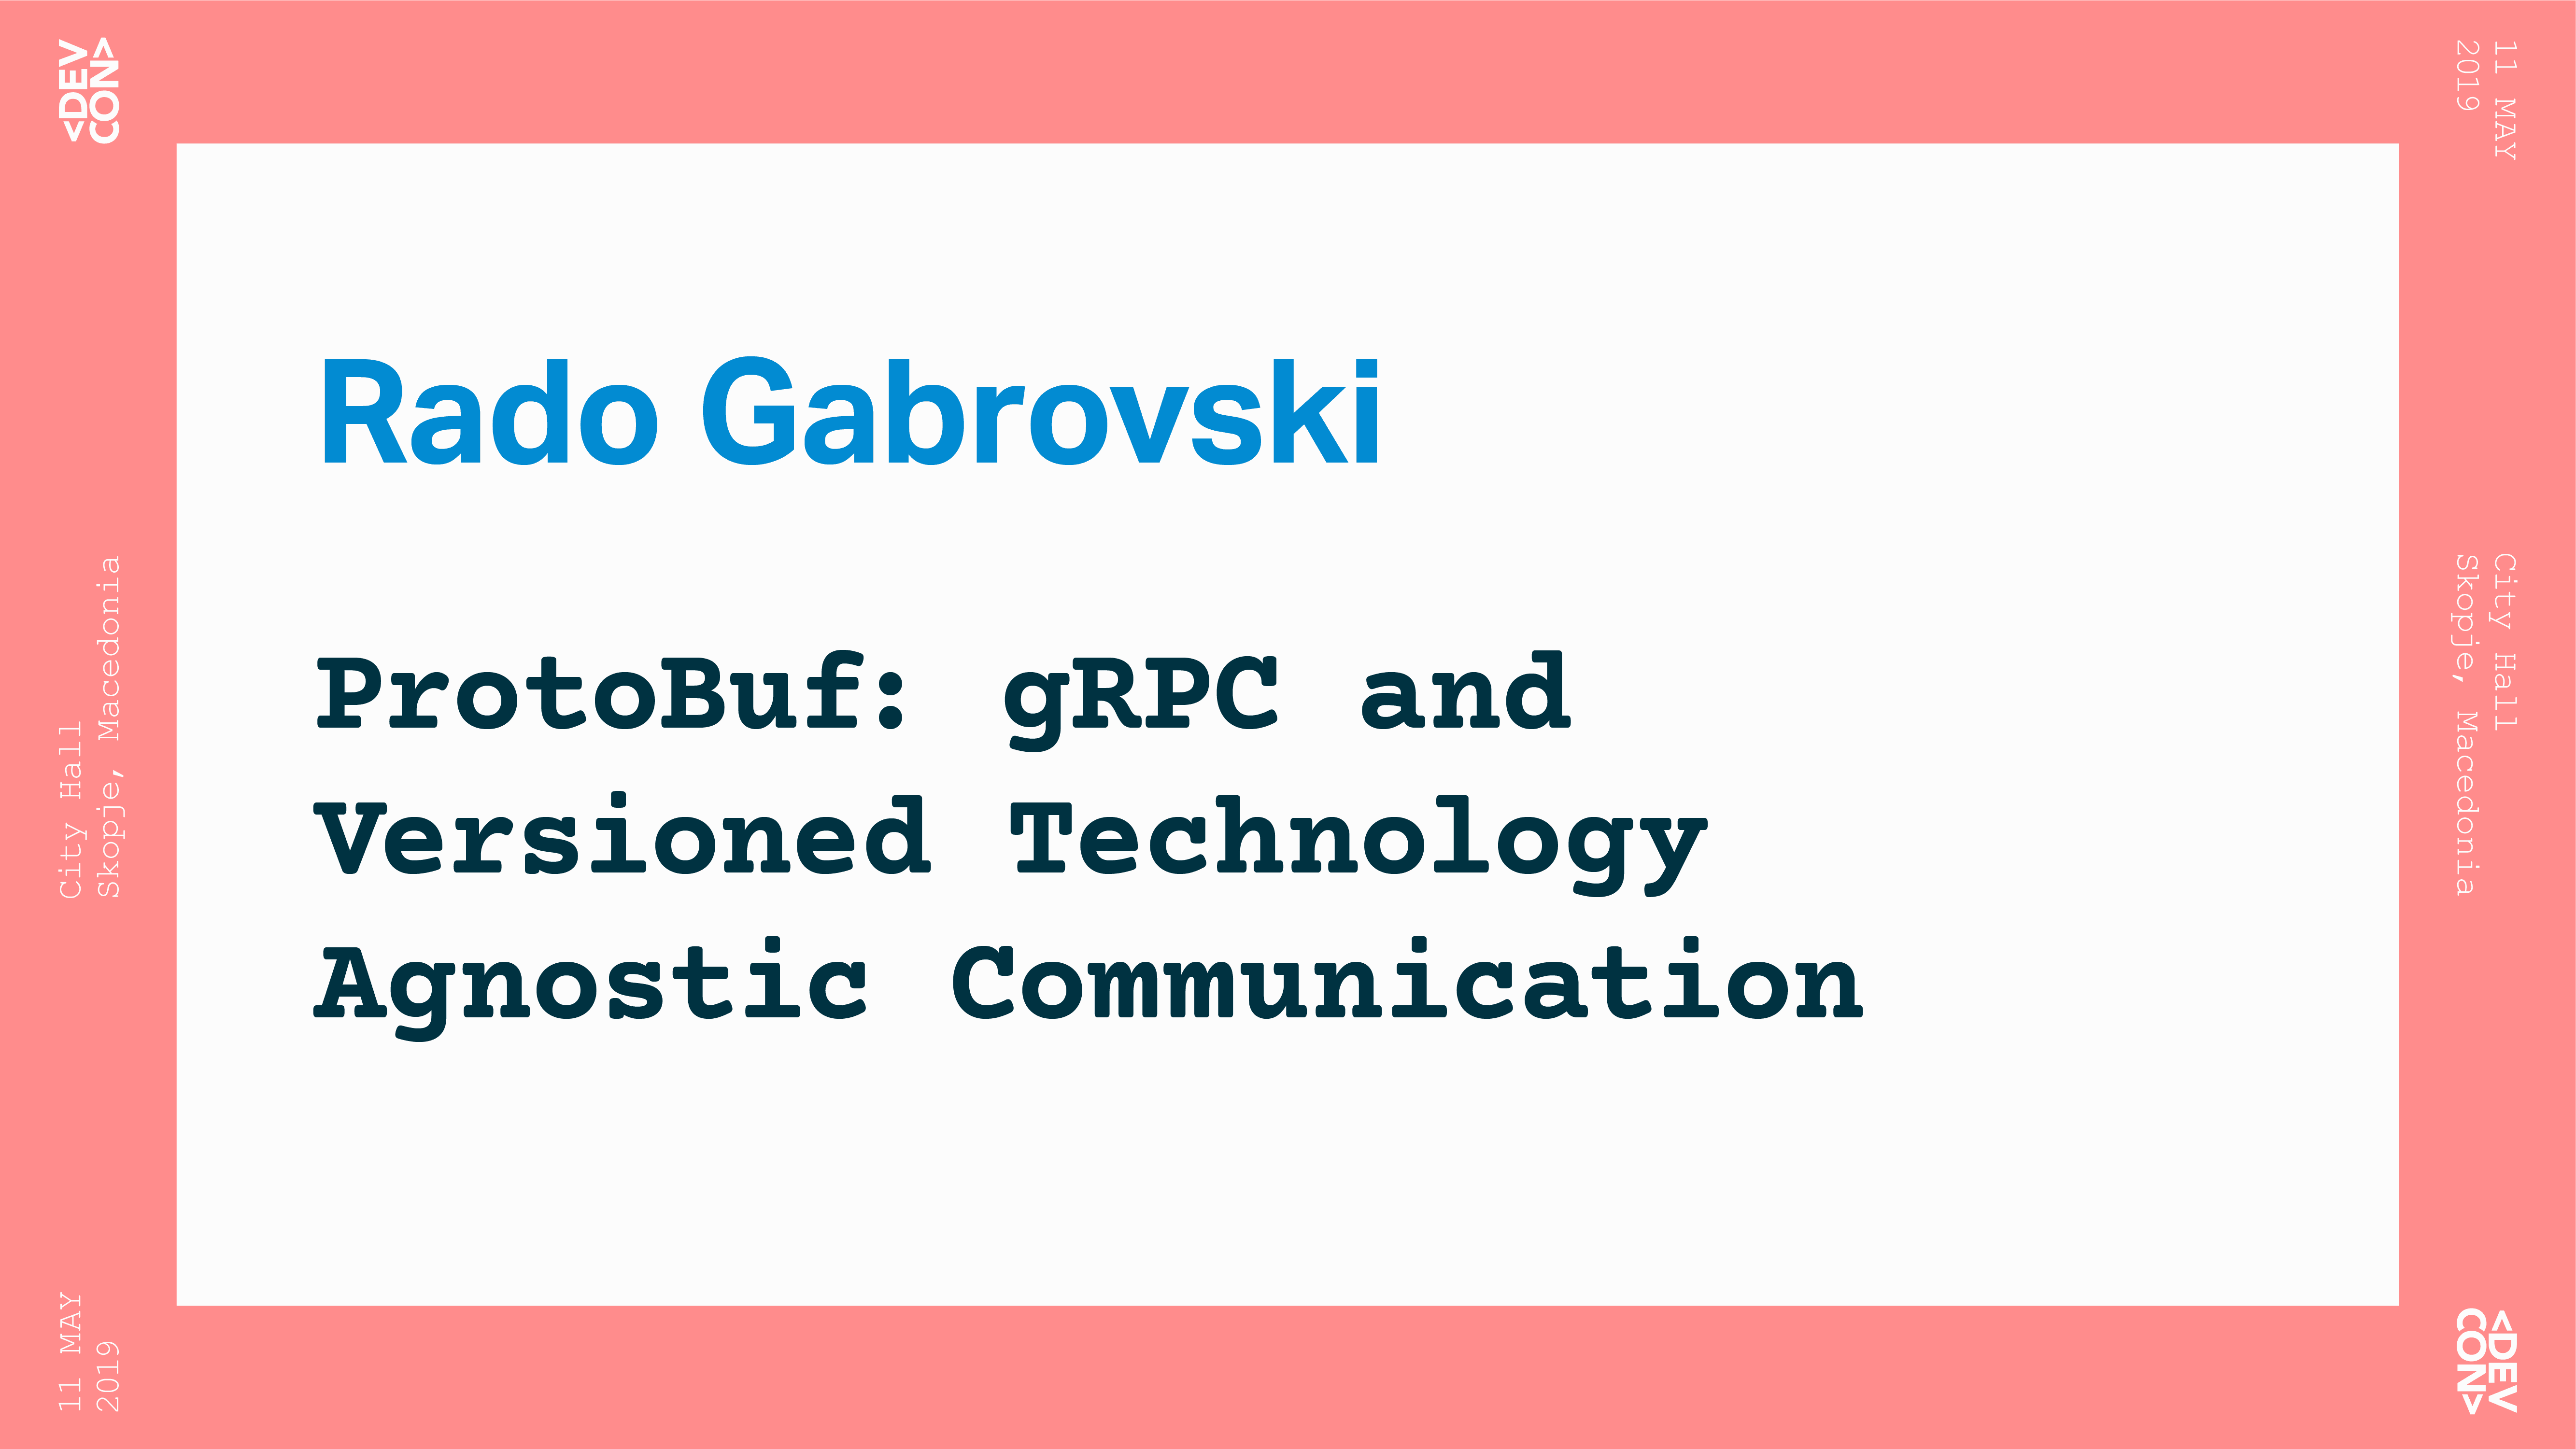 <DEV
CON>
City Hall
Skopje, Macedonia
11 MAY
2019
Rado Gabrovski
ProtoBuf: gRPC and
Versioned Technology
Agnostic Communication
11 MAY
2019
City Hall
Skopje, Macedonia
<DEV
CON>